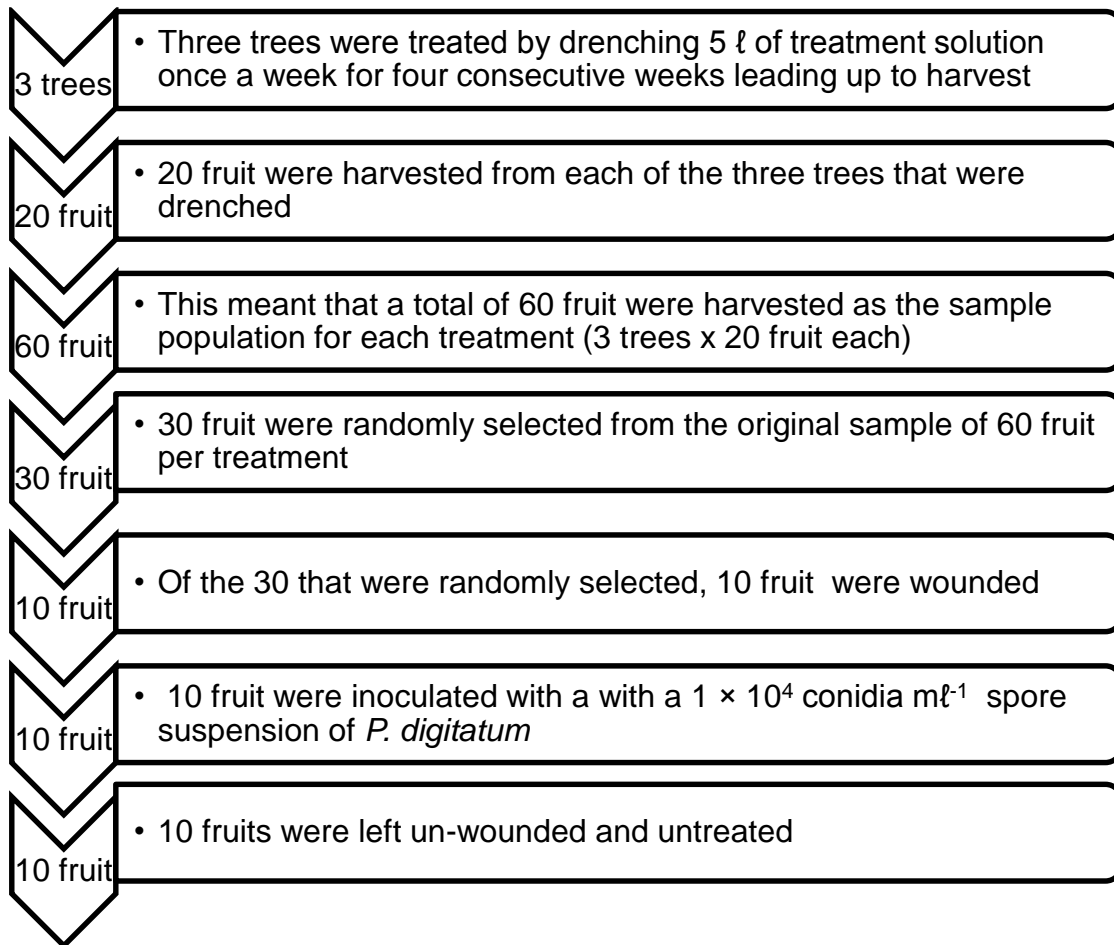 3 trees
• Three trees were treated by drenching 5 ℓ of treatment solution
once a week for four consecutive weeks leading up to harvest
20 fruit
• 20 fruit were harvested from each of the three trees that were
drenched
60 fruit
• This meant that a total of 60 fruit were harvested as the sample
population for each treatment (3 trees x 20 fruit each)
30 fruit
• 30 fruit were randomly selected from the original sample of 60 fruit
per treatment
10 fruit
• Of the 30 that were randomly selected, 10 fruit were wounded
10 fruit
• 10 fruit were inoculated with a with a 1 × 10⁴ conidia mℓ⁻¹ spore
suspension of P. digitatum
10 fruit
• 10 fruits were left un-wounded and untreated